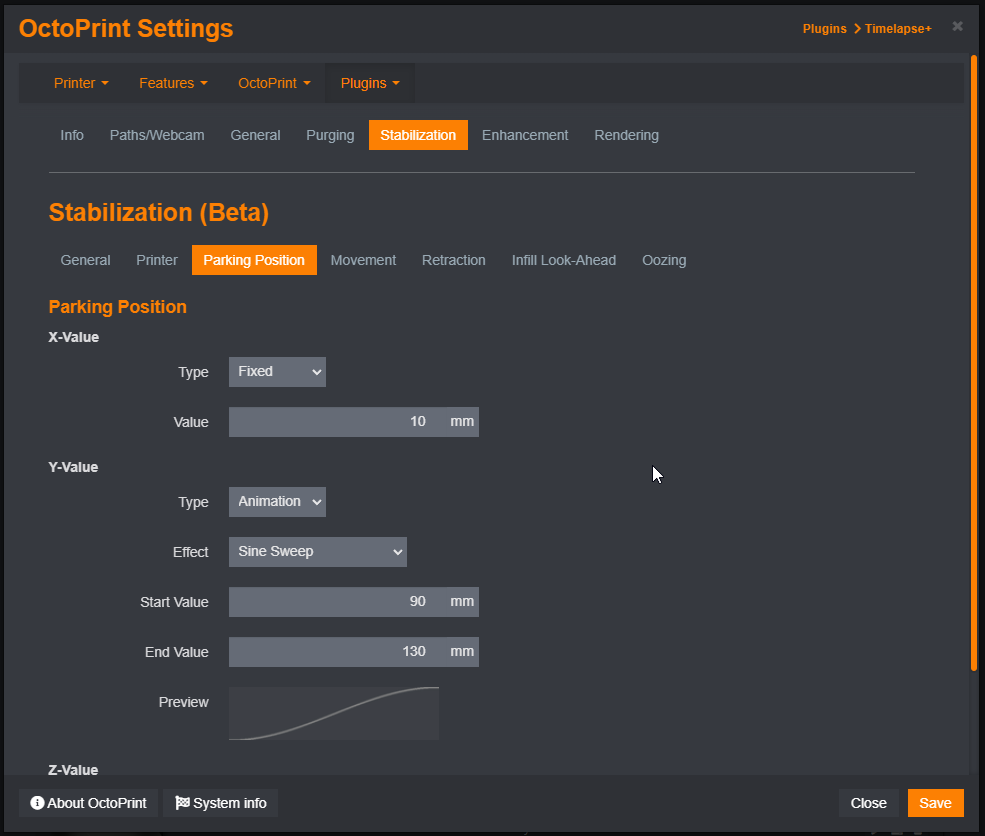 OctoPrint Settings
Plugins > Timelapse+ ×
Printer Features OctoPrint Plugins
Info Paths/Webcam General Purging Stabilization Enhancement Rendering
Stabilization (Beta)
General Printer Parking Position Movement Retraction Infill Look-Ahead Oozing
Parking Position
X-Value
Type Fixed
Value 10 mm
Y-Value
Type Animation
Effect Sine Sweep
Start Value 90 mm
End Value 130 mm
Preview
Z-Value
About OctoPrint System info Close Save